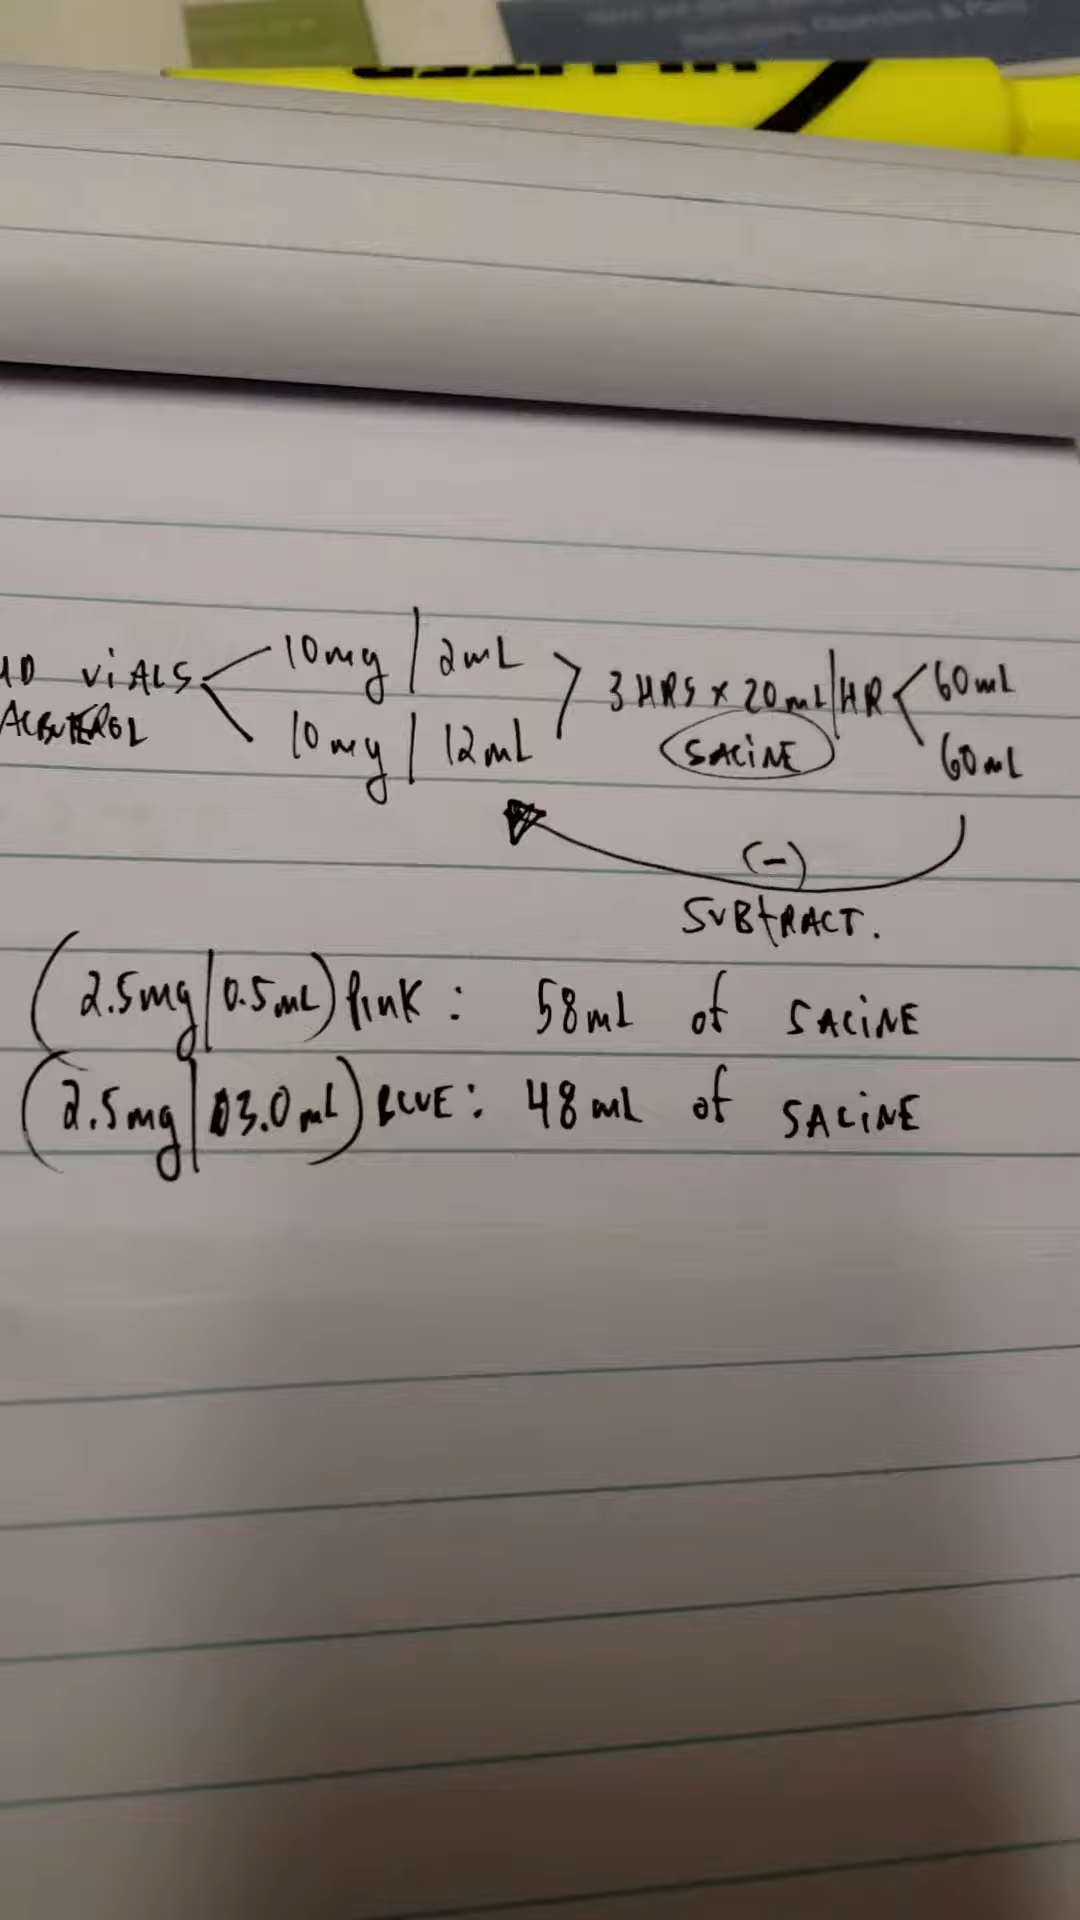 VIALS 10mg | 2mL 3 HRS x 20mL/HR 60mL
ALBUTEROL 10mg | 12mL SALINE 60mL
(-)
SUBTRACT.
(2.5mg | 0.5mL) PINK: 58mL of SALINE
(2.5mg | 3.0mL) BLUE: 48mL of SALINE